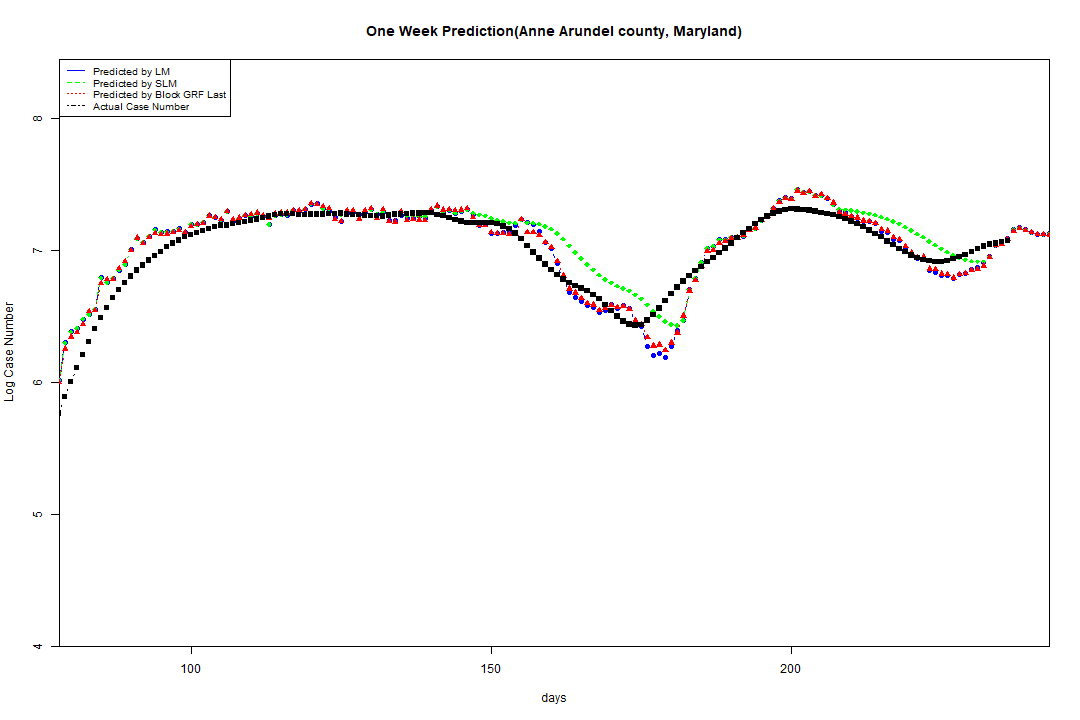 One Week Prediction(Anne Arundel county, Maryland)
Predicted by LM
Predicted by SLM
Predicted by Block GRF Last
Actual Case Number
8
7
6
5
4
Log Case Number
100 150 200
days